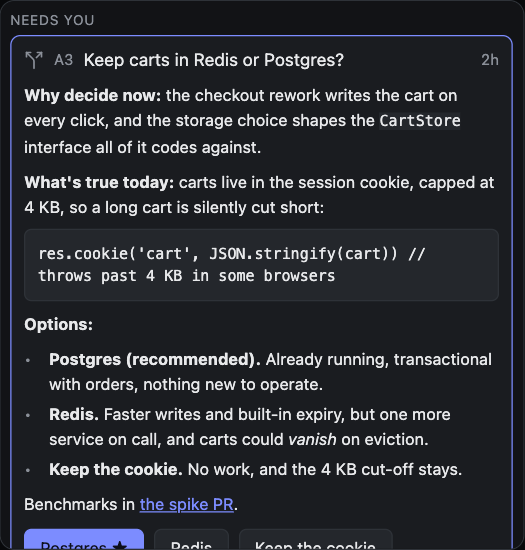 NEEDS YOU
A3 Keep carts in Redis or Postgres? 2h
Why decide now: the checkout rework writes the cart on
every click, and the storage choice shapes the CartStore
interface all of it codes against.
What's true today: carts live in the session cookie, capped at
4 KB, so a long cart is silently cut short:
res.cookie('cart', JSON.stringify(cart)) //
throws past 4 KB in some browsers
Options:
• Postgres (recommended). Already running, transactional
with orders, nothing new to operate.
• Redis. Faster writes and built-in expiry, but one more
service on call, and carts could vanish on eviction.
• Keep the cookie. No work, and the 4 KB cut-off stays.
Benchmarks in the spike PR.
Postgres ★ Redis Keep the cookie